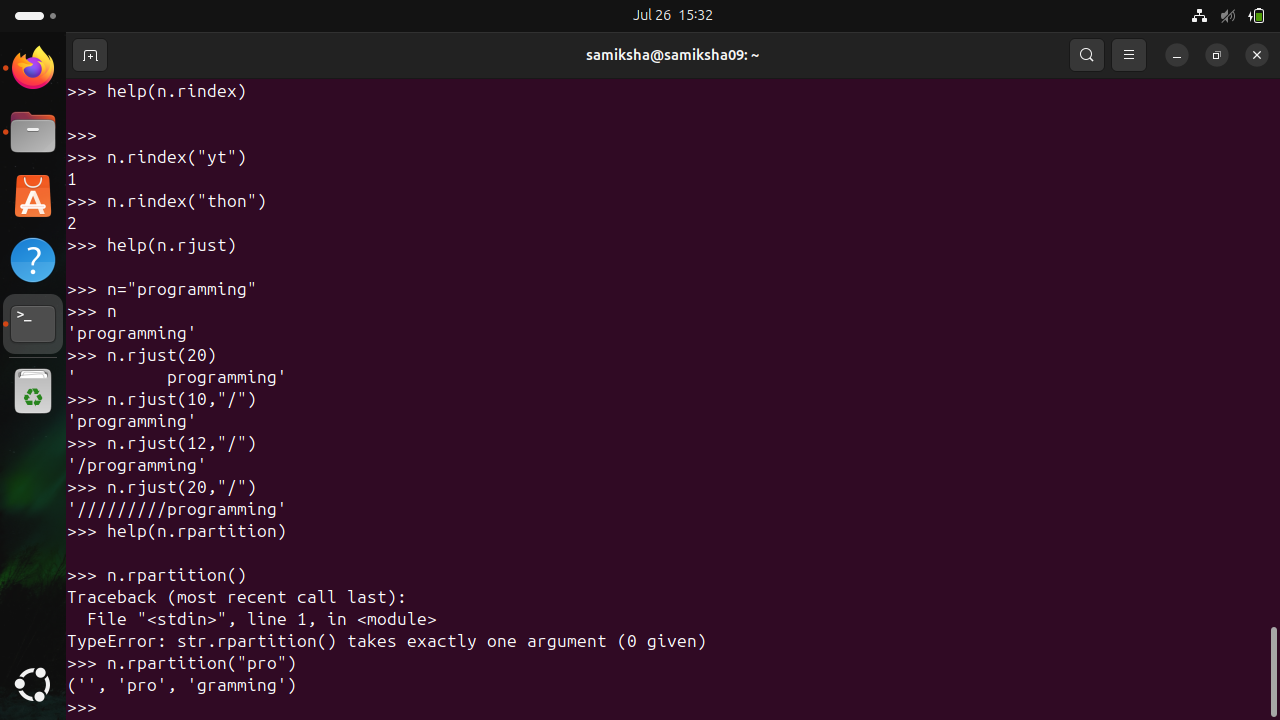 Jul 26 15:32
samiksha@samiksha09: ~
>>> help(n.rindex)
>>>
>>> n.rindex("yt")
1
>>> n.rindex("thon")
2
>>> help(n.rjust)
>>> n="programming"
>>> n
'programming'
>>> n.rjust(20)
'         programming'
>>> n.rjust(10,"/")
'programming'
>>> n.rjust(12,"/")
'/programming'
>>> n.rjust(20,"/")
'/////////programming'
>>> help(n.rpartition)
>>> n.rpartition()
Traceback (most recent call last):
  File "<stdin>", line 1, in <module>
TypeError: str.rpartition() takes exactly one argument (0 given)
>>> n.rpartition("pro")
('', 'pro', 'gramming')
>>>